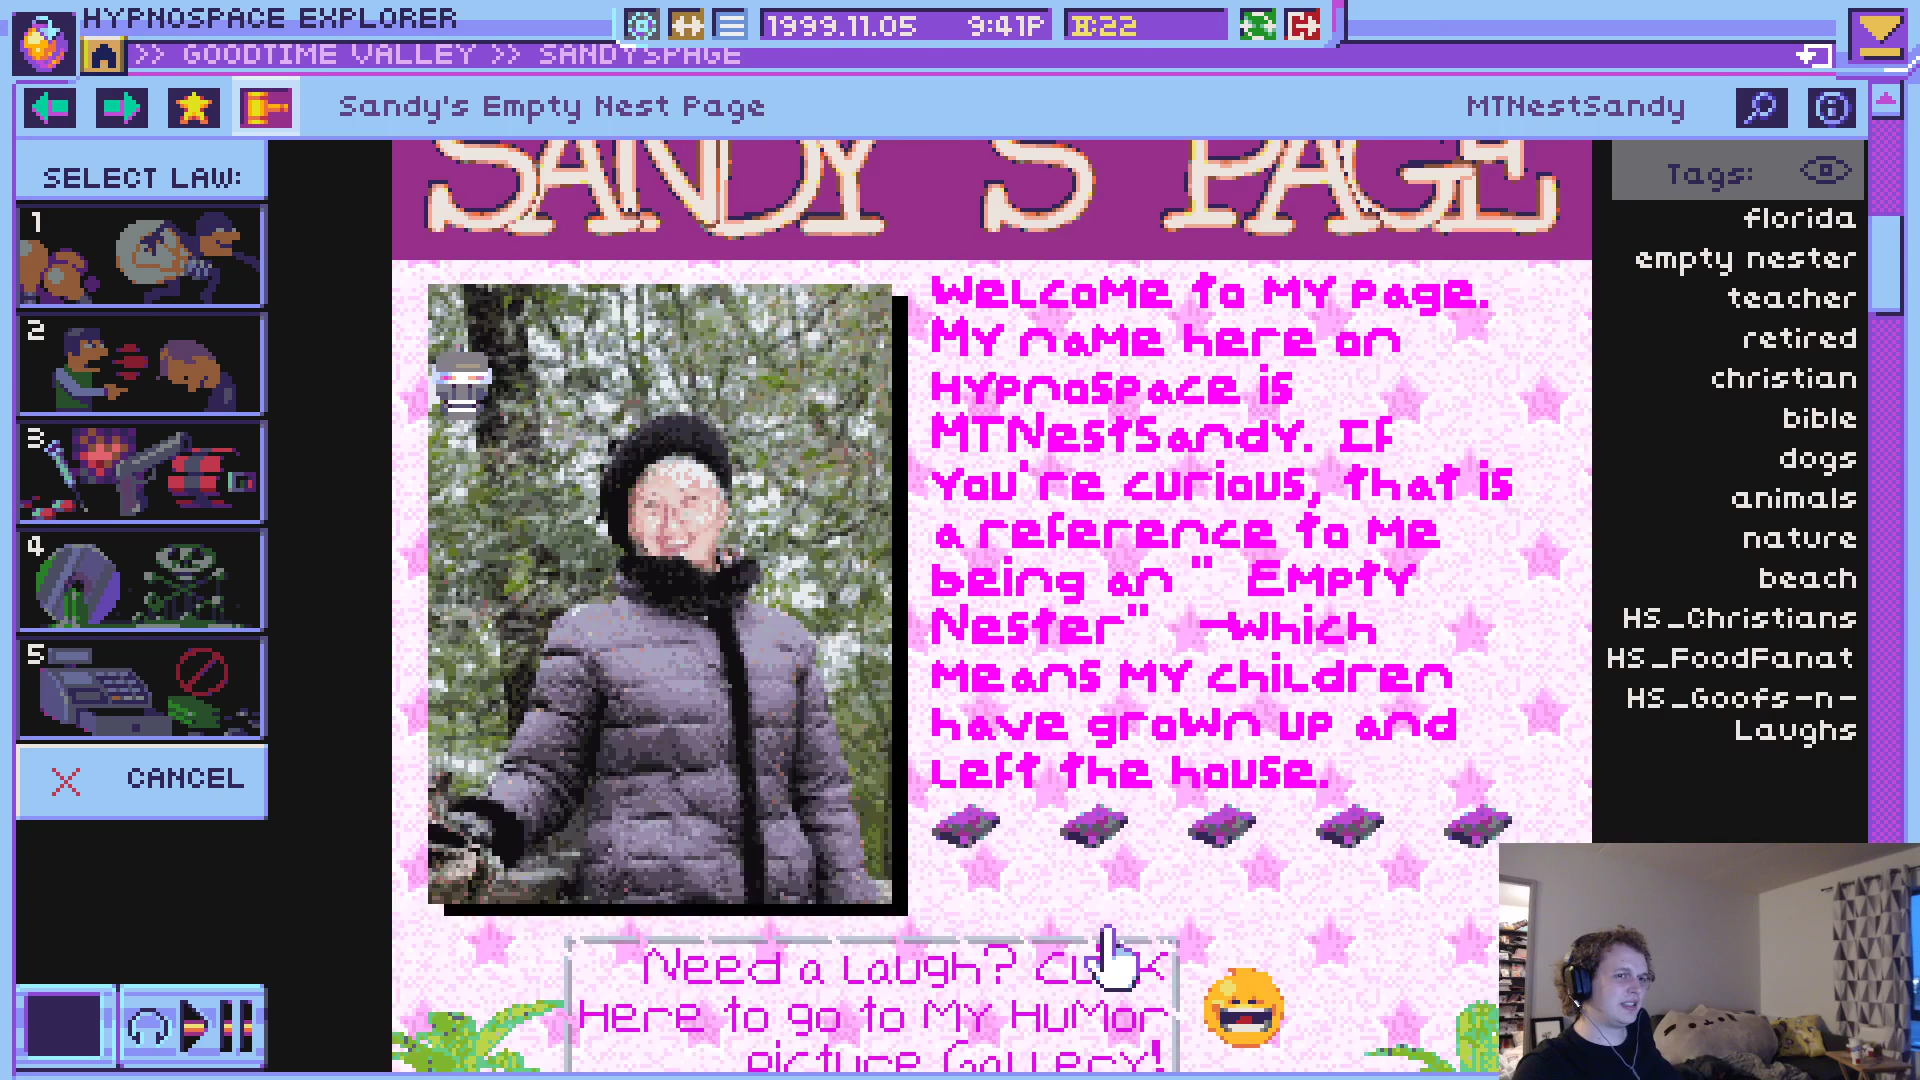 HYPNOSPACE EXPLORER
1999.11.05 9:41P
22
>> GOODTIME VALLEY >> SANDYSPAGE
Sandy's Empty Nest Page
MTNestSandy
SELECT LAW:
1
2
3
4
5
CANCEL
SANDY'S PAGE
Welcome to My page.
My name here on
Hypnospace is
MTNestSandy. If
you're curious, that is
a reference to me
being an " Empty
Nester" -which
means my children
have grown up and
left the house.
Need a laugh? Click
Here to go to My Humor
picture Gallery!
Tags:
florida
empty nester
teacher
retired
christian
bible
dogs
animals
nature
beach
HS_Christians
HS_FoodFanat
HS_Goofs-n-
Laughs